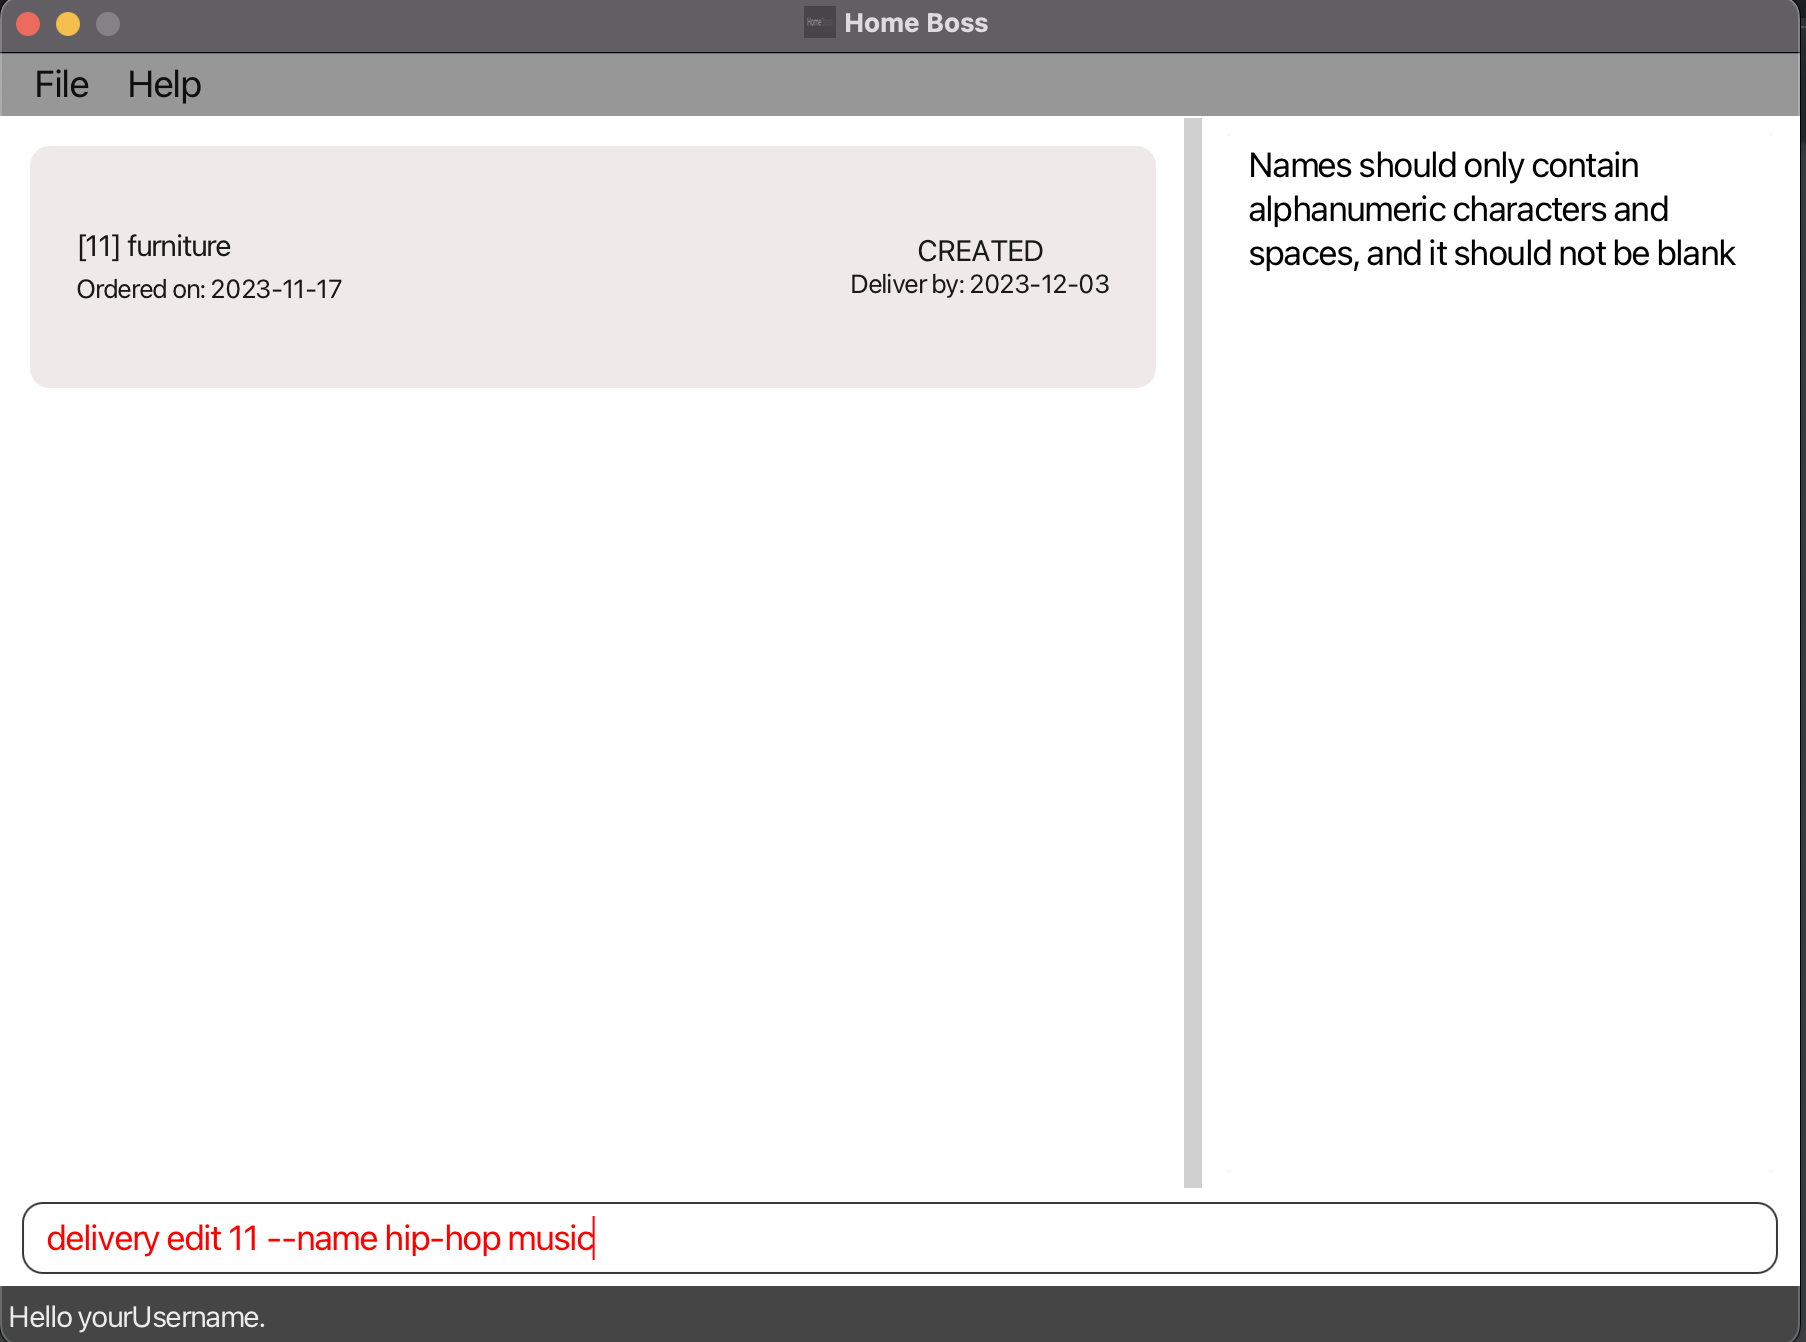 Home Boss
File Help
[11] furniture
Ordered on: 2023-11-17
CREATED
Deliver by: 2023-12-03
Names should only contain
alphanumeric characters and
spaces, and it should not be blank
delivery edit 11 --name hip-hop music
Hello yourUsername.